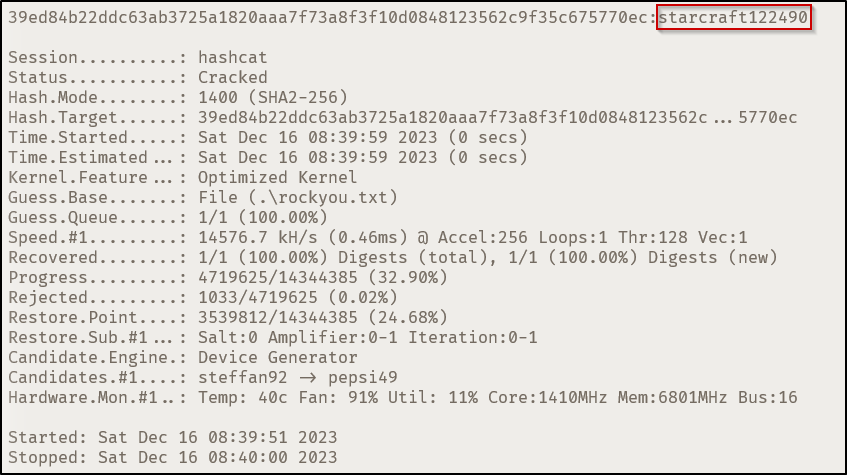 39ed84b22ddc63ab3725a1820aaa7f73a8f3f10d0848123562c9f35c675770ec:starcraft122490
Session..........: hashcat
Status...........: Cracked
Hash.Mode........: 1400 (SHA2-256)
Hash.Target......: 39ed84b22ddc63ab3725a1820aaa7f73a8f3f10d0848123562c...5770ec
Time.Started.....: Sat Dec 16 08:39:59 2023 (0 secs)
Time.Estimated...: Sat Dec 16 08:39:59 2023 (0 secs)
Kernel.Feature...: Optimized Kernel
Guess.Base.......: File (.\rockyou.txt)
Guess.Queue......: 1/1 (100.00%)
Speed.#1.........: 14576.7 kH/s (0.46ms) @ Accel:256 Loops:1 Thr:128 Vec:1
Recovered........: 1/1 (100.00%) Digests (total), 1/1 (100.00%) Digests (new)
Progress.........: 4719625/14344385 (32.90%)
Rejected.........: 1033/4719625 (0.02%)
Restore.Point....: 3539812/14344385 (24.68%)
Restore.Sub.#1...: Salt:0 Amplifier:0-1 Iteration:0-1
Candidate.Engine.: Device Generator
Candidates.#1....: steffan92 -> pepsi49
Hardware.Mon.#1..: Temp: 40c Fan: 91% Util: 11% Core:1410MHz Mem:6801MHz Bus:16
Started: Sat Dec 16 08:39:51 2023
Stopped: Sat Dec 16 08:40:00 2023